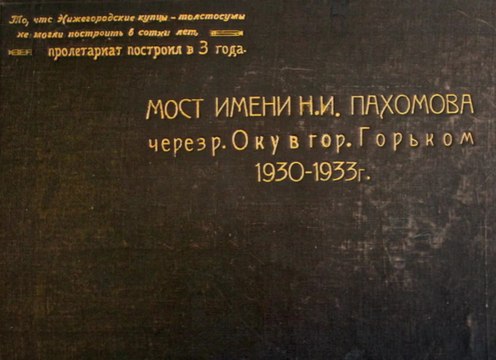 То, что Нижегородские купцы - толстосумы
не могли построить в сотни лет,
пролетариат построил в 3 года.
МОСТ ИМЕНИ Н.И. ПАХОМОВА
через р. Оку в гор. Горьком
1930-1933г.